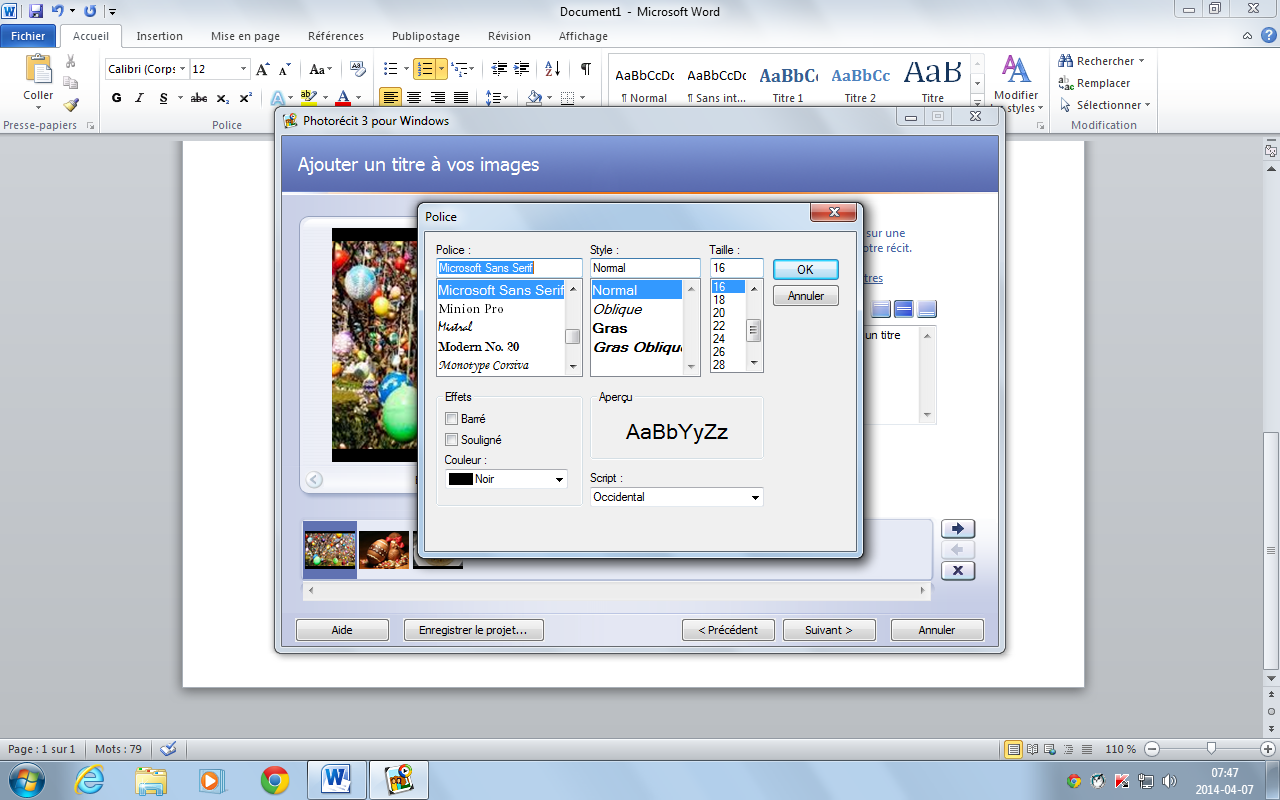 Document1 - Microsoft Word
Fichier Accueil Insertion Mise en page Références Publipostage Révision Affichage
Coller
Presse-papiers
Calibri (Corps 12
G I S abc X₂ X²
Police
AaBbCcDc AaBbCcDc AaBbCc AaBbCc AaB
¶ Normal ¶ Sans int... Titre 1 Titre 2 Titre
Modifier
les styles
Rechercher
Remplacer
Sélectionner
Modification
Photorécit 3 pour Windows
Ajouter un titre à vos images
sur une
otre récit.
tres
un titre
Police
Police :
Microsoft Sans Serif
Microsoft Sans Serif
Minion Pro
Mistral
Modern No. 20
Monotype Corsiva
Style :
Normal
Normal
Oblique
Gras
Gras Oblique
Taille :
16
16
18
20
22
24
26
28
OK
Annuler
Effets
Barré
Souligné
Couleur :
Noir
Aperçu
AaBbYyZz
Script :
Occidental
Aide Enregistrer le projet... < Précédent Suivant > Annuler
Page : 1 sur 1 Mots : 79
110 %
07:47
2014-04-07